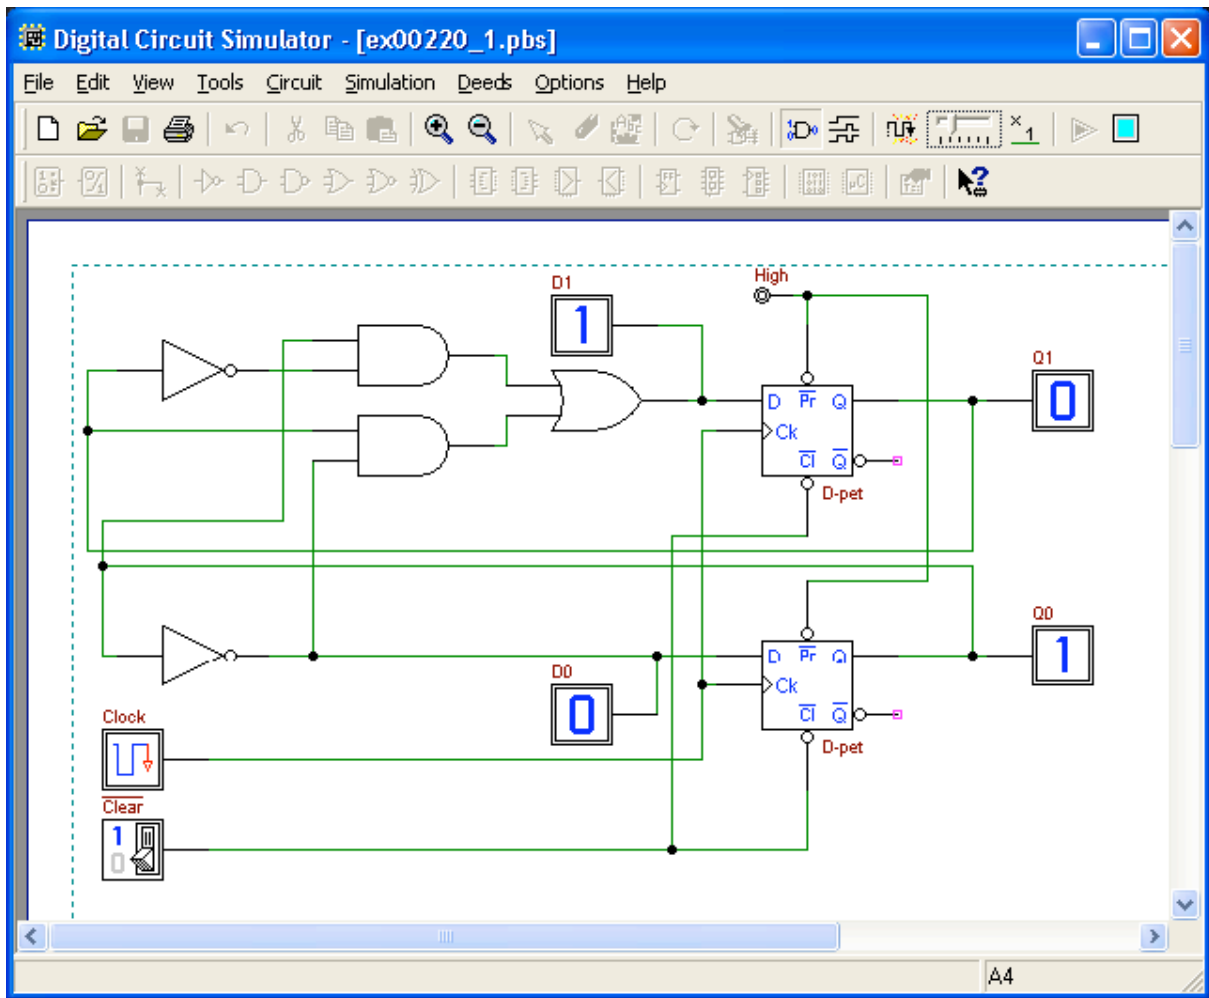 Digital Circuit Simulator - [ex00220_1.pbs]
File Edit View Tools Circuit Simulation Deeds Options Help
x1
High
D1
1
Q1
0
D Pr Q
Ck
Cl Q
D-pet
Q0
1
D Pr Q
Ck
Cl Q
D-pet
D0
0
Clock
Clear
1
0
A4